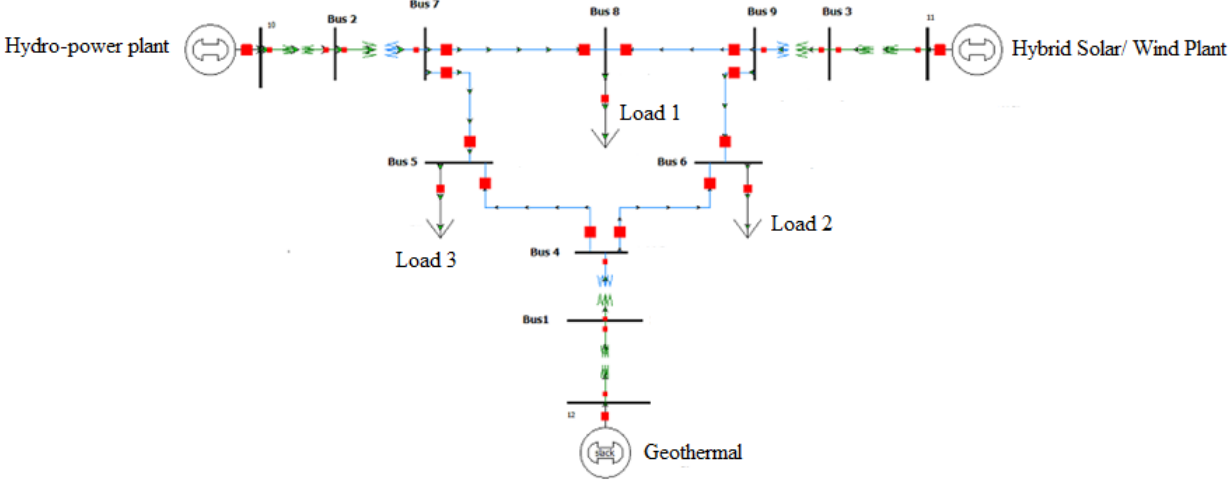 Bus 7
Bus 8
Bus 9
Bus 3
11
10
Bus 2
Hydro-power plant
Hybrid Solar/ Wind Plant
Load 1
Bus 5
Bus 6
Load 2
Load 3
Bus 4
Bus1
12
slack
Geothermal